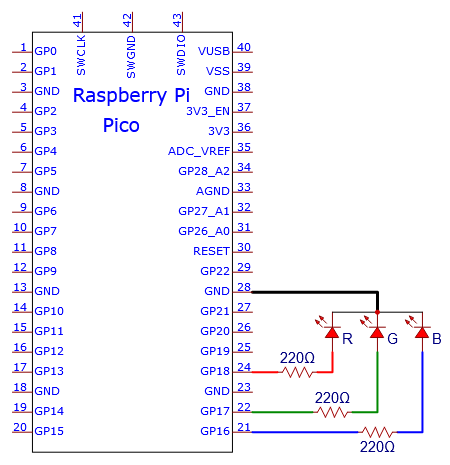 41 42 43
SWCLK SWGND SWDIO
1 GP0 VUSB 40
2 GP1 VSS 39
3 GND GND 38
Raspberry Pi
Pico
4 GP2 3V3_EN 37
5 GP3 3V3 36
6 GP4 ADC_VREF 35
7 GP5 GP28_A2 34
8 GND AGND 33
9 GP6 GP27_A1 32
10 GP7 GP26_A0 31
11 GP8 RESET 30
12 GP9 GP22 29
13 GND GND 28
14 GP10 GP21 27
15 GP11 GP20 26
R G B
16 GP12 GP19 25
220Ω
17 GP13 GP18 24
18 GND GND 23
220Ω
19 GP14 GP17 22
20 GP15 GP16 21
220Ω